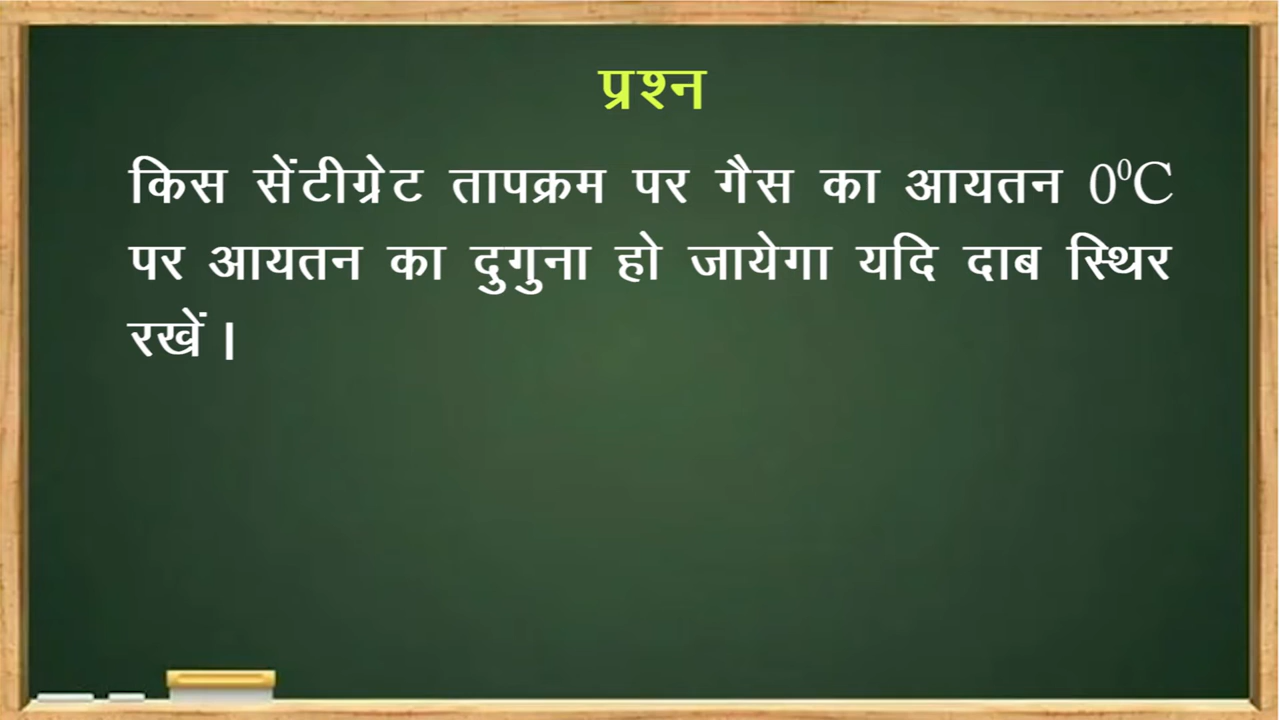 प्रश्न
किस सेंटीग्रेट तापक्रम पर गैस का आयतन 0⁰C
पर आयतन का दुगुना हो जायेगा यदि दाब स्थिर
रखें ।